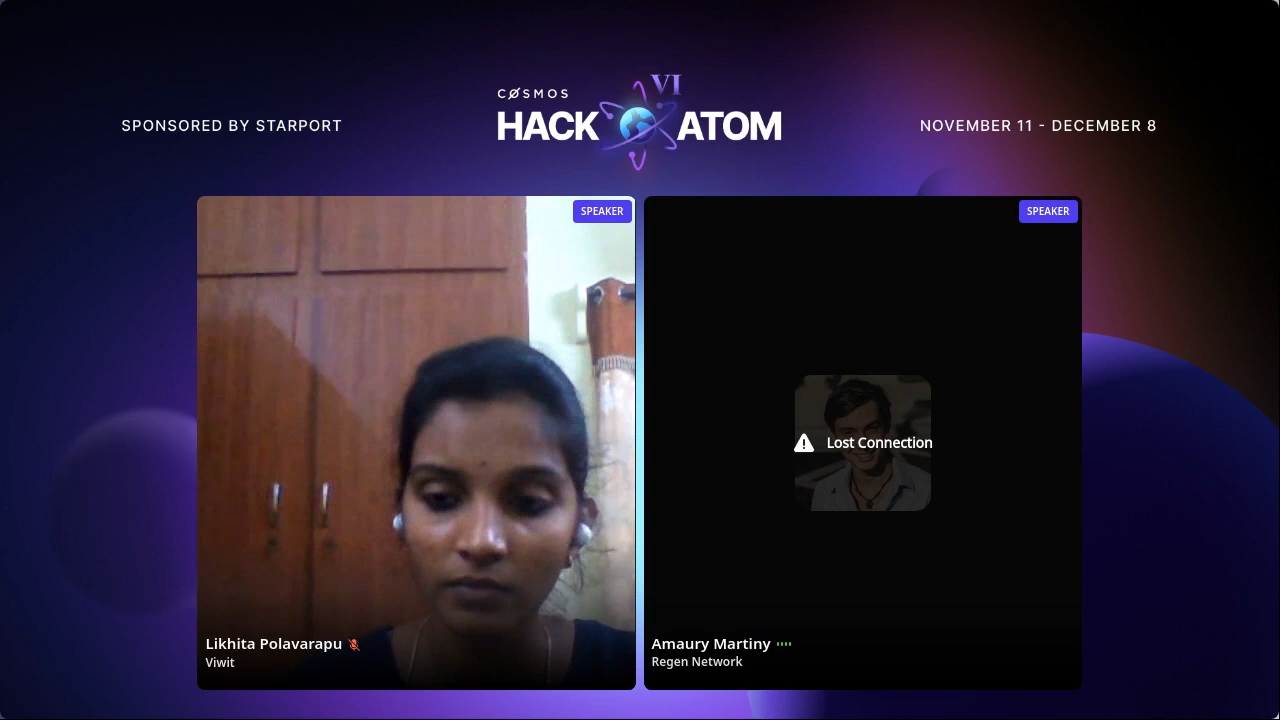 VI
COSMOS
SPONSORED BY STARPORT
HACK ATOM
NOVEMBER 11 - DECEMBER 8
SPEAKER
SPEAKER
Lost Connection
Likhita Polavarapu
Viwit
Amaury Martiny
Regen Network